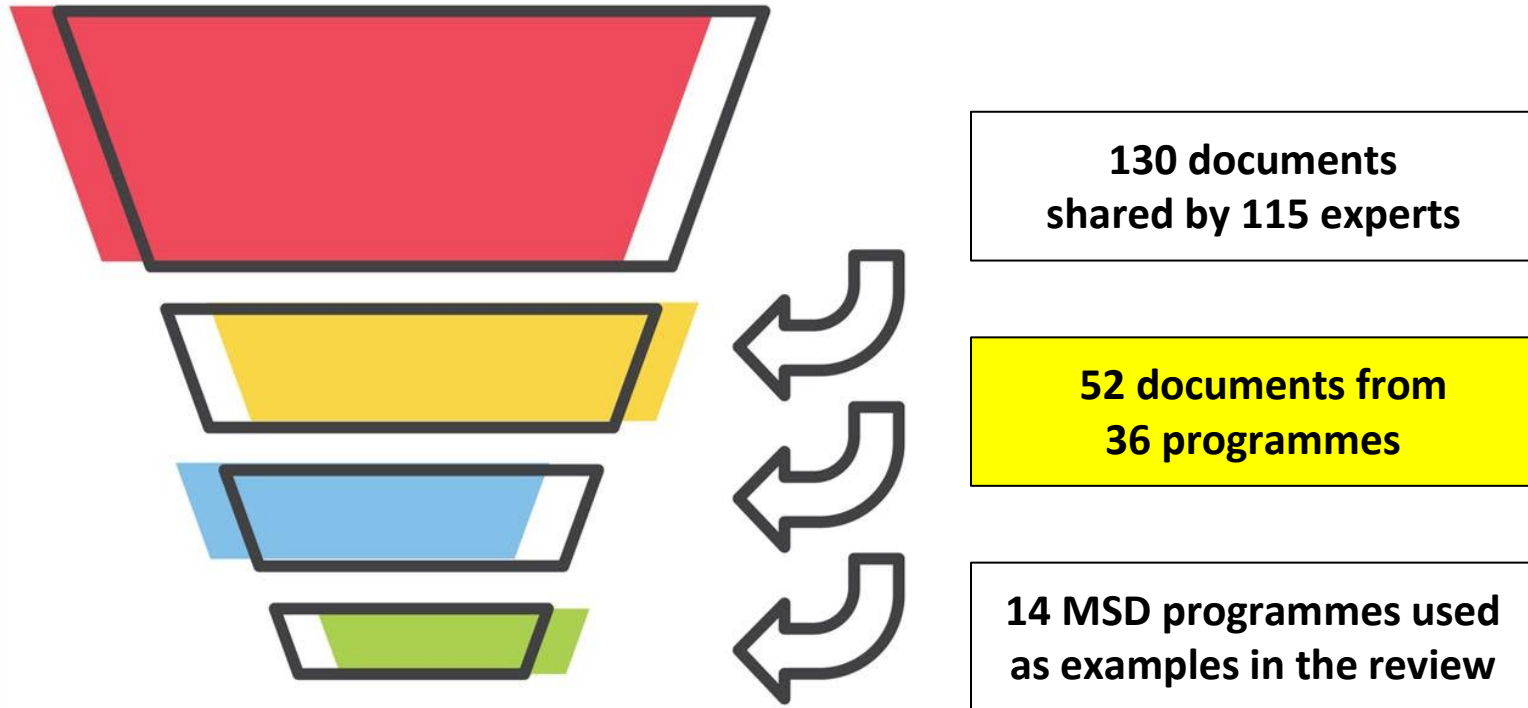 130 documents
shared by 115 experts
52 documents from
36 programmes
14 MSD programmes used
as examples in the review